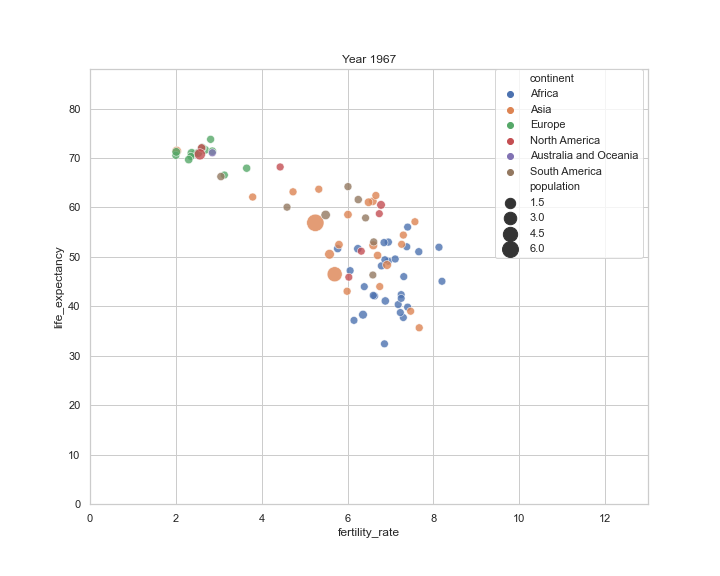 Year 1967
continent
Africa
Asia
Europe
North America
Australia and Oceania
South America
population
1.5
3.0
4.5
6.0
life_expectancy
80
70
60
50
40
30
20
10
0
0 2 4 6 8 10 12
fertility_rate